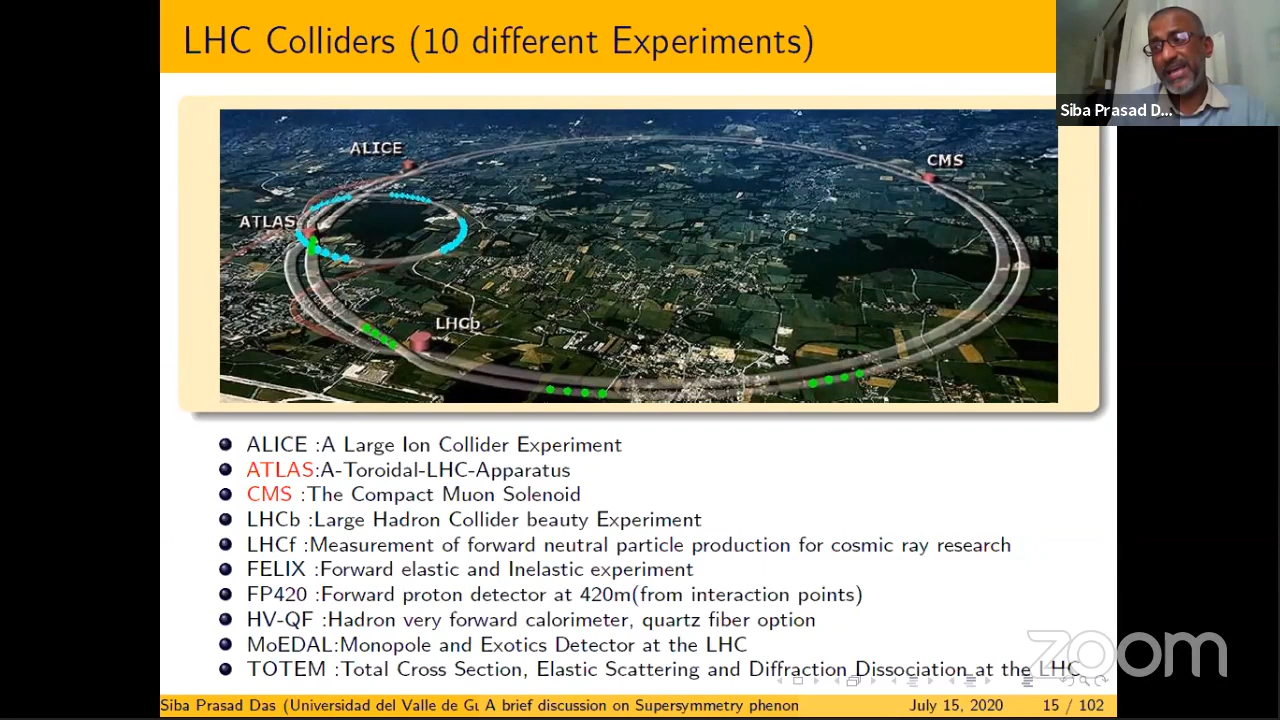 LHC Colliders (10 different Experiments)
Siba Prasad D...
ALICE
CMS
ATLAS
LHCb
ALICE :A Large Ion Collider Experiment
ATLAS:A-Toroidal-LHC-Apparatus
CMS :The Compact Muon Solenoid
LHCb :Large Hadron Collider beauty Experiment
LHCf :Measurement of forward neutral particle production for cosmic ray research
FELIX :Forward elastic and Inelastic experiment
FP420 :Forward proton detector at 420m(from interaction points)
HV-QF :Hadron very forward calorimeter, quartz fiber option
MoEDAL:Monopole and Exotics Detector at the LHC
TOTEM :Total Cross Section, Elastic Scattering and Diffraction Dissociation at the LHC
zoom
Siba Prasad Das (Universidad del Valle de Gu A brief discussion on Supersymmetry phenon July 15, 2020 15 / 102